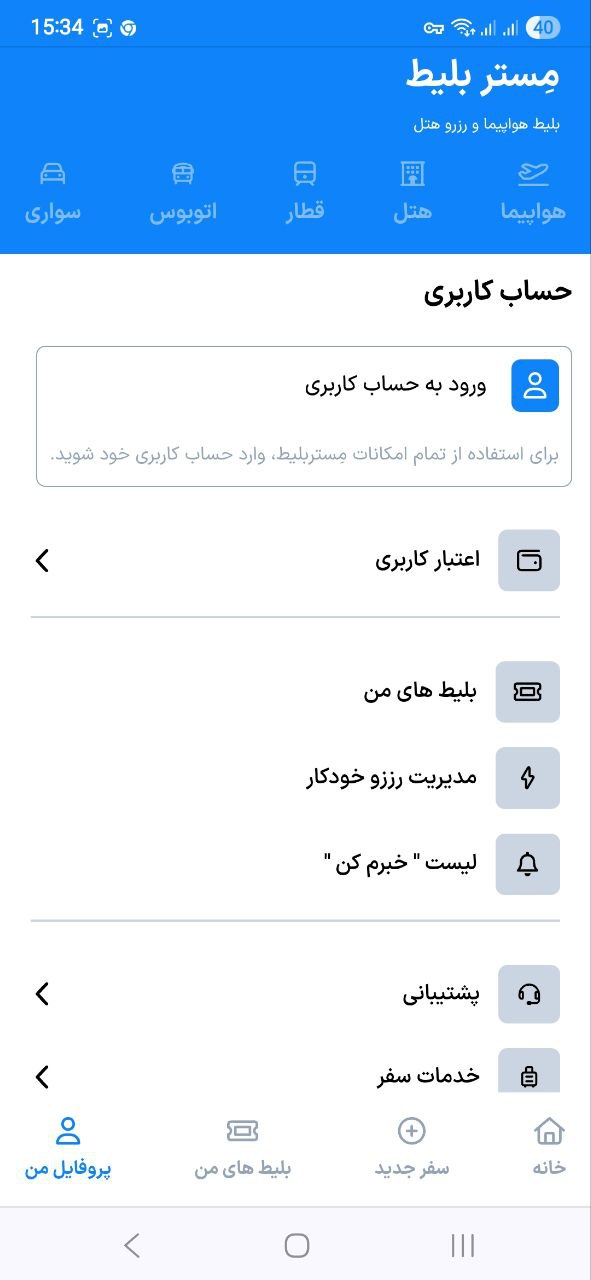 15:34
40
مِستر بلیط
بلیط هواپیما و رزرو هتل
هواپیما هتل قطار اتوبوس سواری
حساب کاربری
ورود به حساب کاربری
برای استفاده از تمام امکانات مِستربلیط، وارد حساب کاربری خود شوید.
اعتبار کاربری
بلیط های من
مدیریت رززو خودکار
لیست " خبرم کن "
پشتیبانی
خدمات سفر
خانه سفر جدید بلیط های من پروفایل من